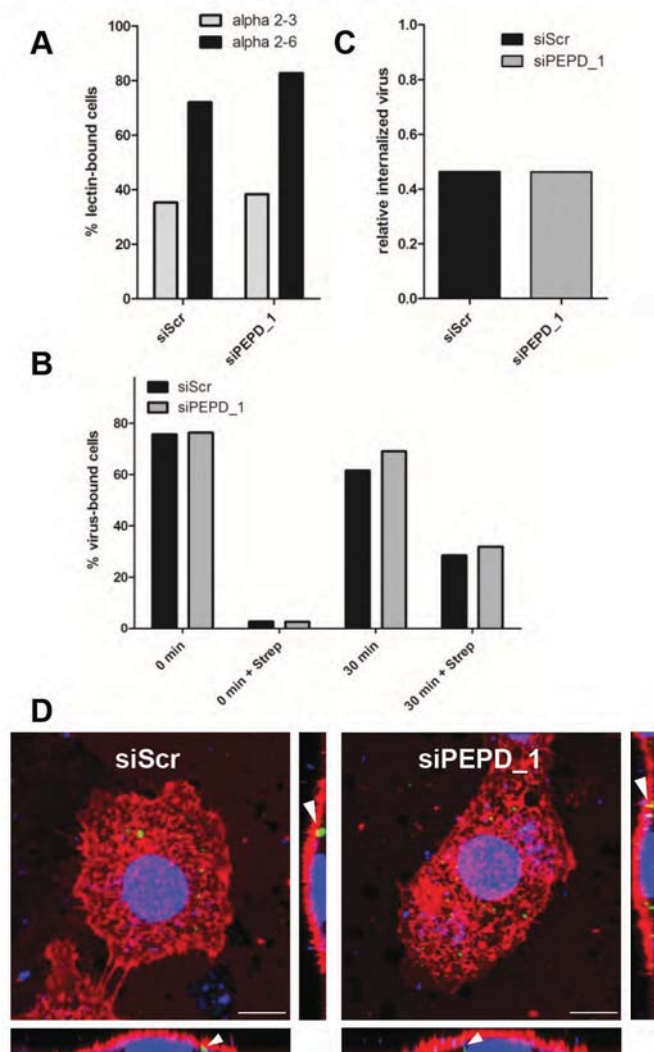 A
alpha 2-3
alpha 2-6
% lectin-bound cells
100
80
60
40
20
0
siScr
siPEPD_1
C
siScr
siPEPD_1
relative internalized virus
1.0
0.8
0.6
0.4
0.2
0.0
siScr
siPEPD_1
B
siScr
siPEPD_1
% virus-bound cells
80
60
40
20
0
0 min
0 min + Strep
30 min
30 min + Strep
D
siScr
siPEPD_1